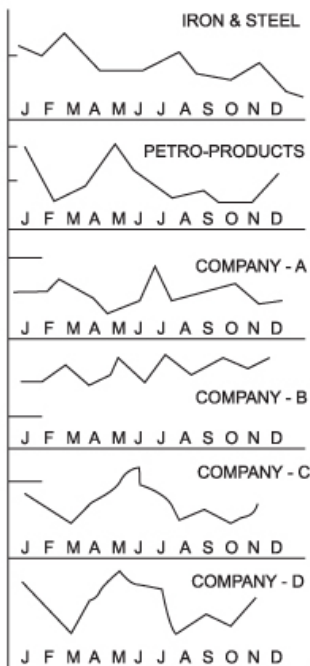 IRON & STEEL
J F M A M J J A S O N D
PETRO-PRODUCTS
J F M A M J J A S O N D
COMPANY - A
J F M A M J J A S O N D
COMPANY - B
J F M A M J J A S O N D
COMPANY - C
J F M A M J J A S O N D
COMPANY - D
J F M A M J J A S O N D